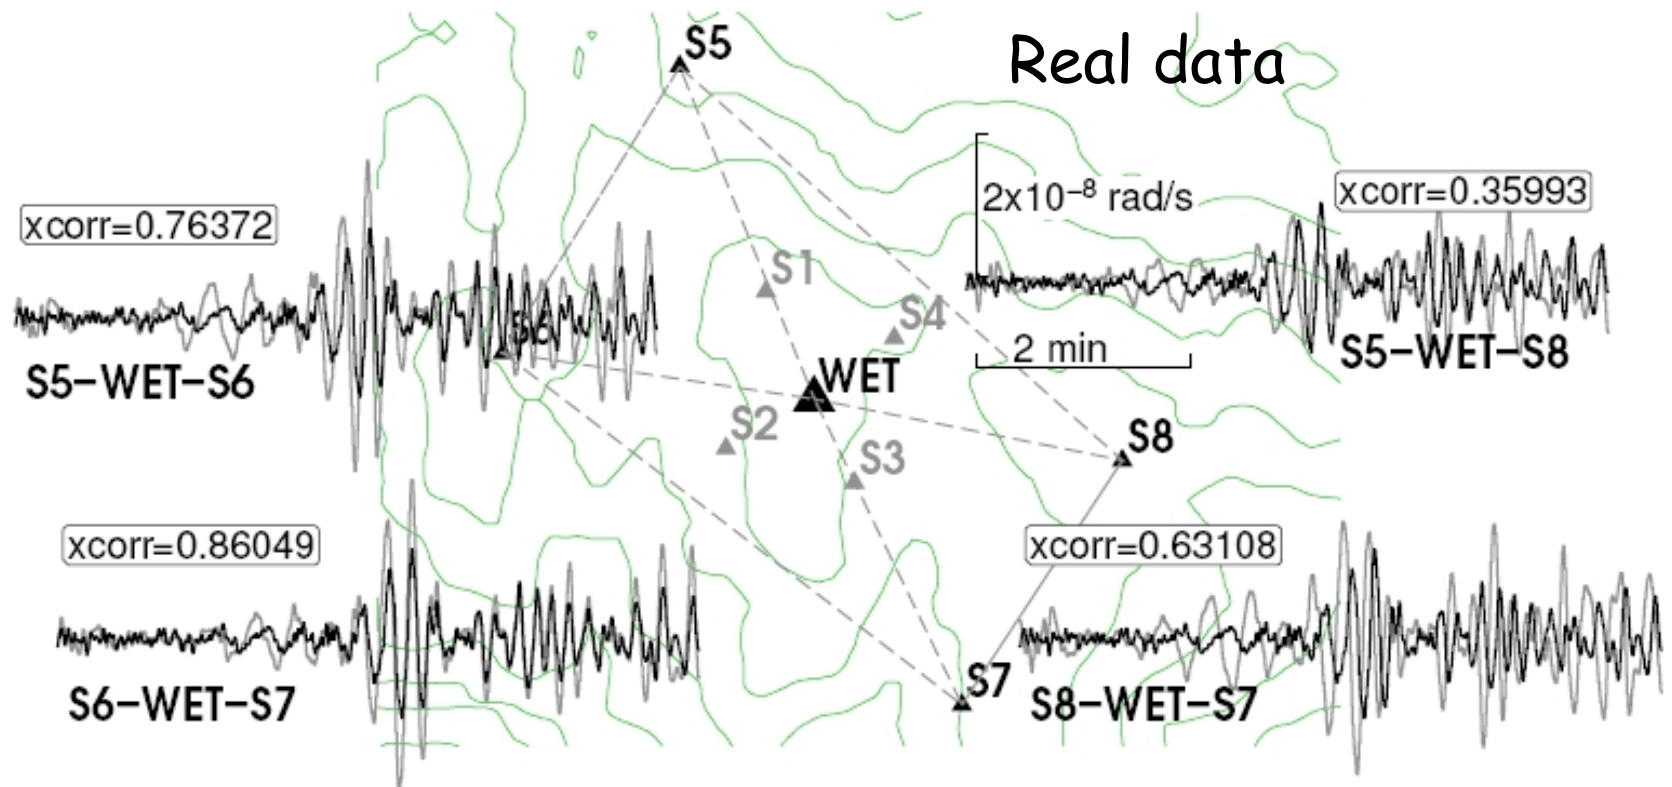 S5
Real data
2x10⁻⁸ rad/s
xcorr=0.35993
xcorr=0.76372
S1
S4
S6
2 min
S5–WET–S8
S5–WET–S6
WET
S2
S8
S3
xcorr=0.86049
xcorr=0.63108
S7
S6–WET–S7
S8–WET–S7